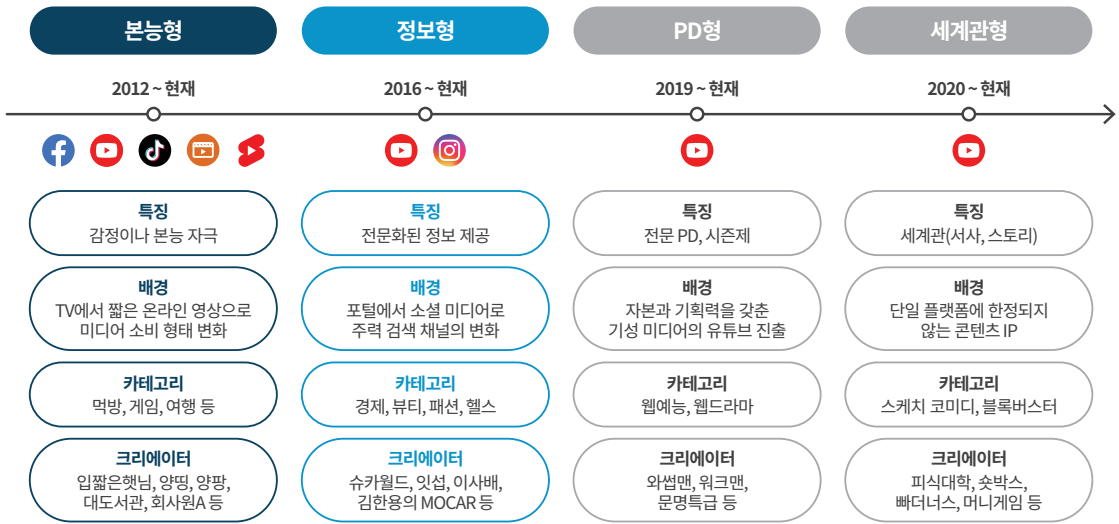 본능형
정보형
PD형
세계관형
2012 ~ 현재
2016 ~ 현재
2019 ~ 현재
2020 ~ 현재
특징
감정이나 본능 자극
특징
전문화된 정보 제공
특징
전문 PD, 시즌제
특징
세계관(서사, 스토리)
배경
TV에서 짧은 온라인 영상으로
미디어 소비 형태 변화
배경
포털에서 소셜 미디어로
주력 검색 채널의 변화
배경
자본과 기획력을 갖춘
기성 미디어의 유튜브 진출
배경
단일 플랫폼에 한정되지
않는 콘텐츠 IP
카테고리
먹방, 게임, 여행 등
카테고리
경제, 뷰티, 패션, 헬스
카테고리
웹예능, 웹드라마
카테고리
스케치 코미디, 블록버스터
크리에이터
입짧은햇님, 양띵, 양팡,
대도서관, 회사원A 등
크리에이터
슈카월드, 잇섭, 이사배,
김한용의 MOCAR 등
크리에이터
와썹맨, 워크맨,
문명특급 등
크리에이터
피식대학, 숏박스,
빠더너스, 머니게임 등